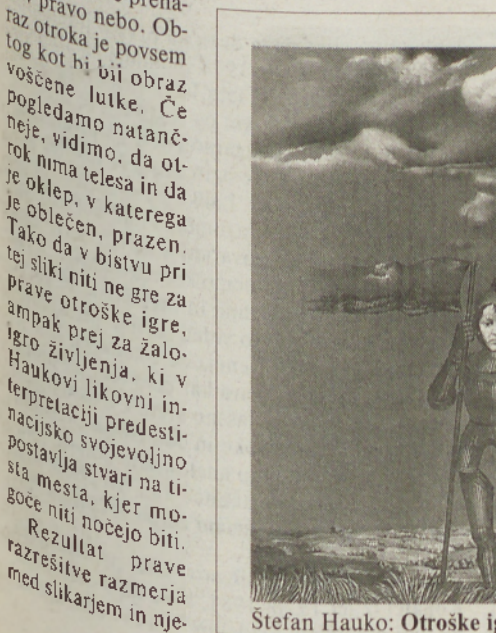 pravo nebo. Ob-
raz otroka je povsem
tog kot bi bil obraz
voščene lutke. Če
pogledamo natanč-
neje, vidimo, da ot-
rok nima telesa in da
je oklep, v katerega
je oblečen, prazen.
Tako da v bistvu pri
tej sliki niti ne gre za
prave otroške igre,
ampak prej za žalo-
igro življenja, ki v
Haukovi likovni in-
terpretaciji predesti-
nacijsko svojevoljno
postavlja stvari na ti-
sta mesta, kjer mo-
goče niti nočejo biti.
Rezultat prave
razrešitve razmerja
med slikarjem in nje-
Štefan Hauko: Otroške ig